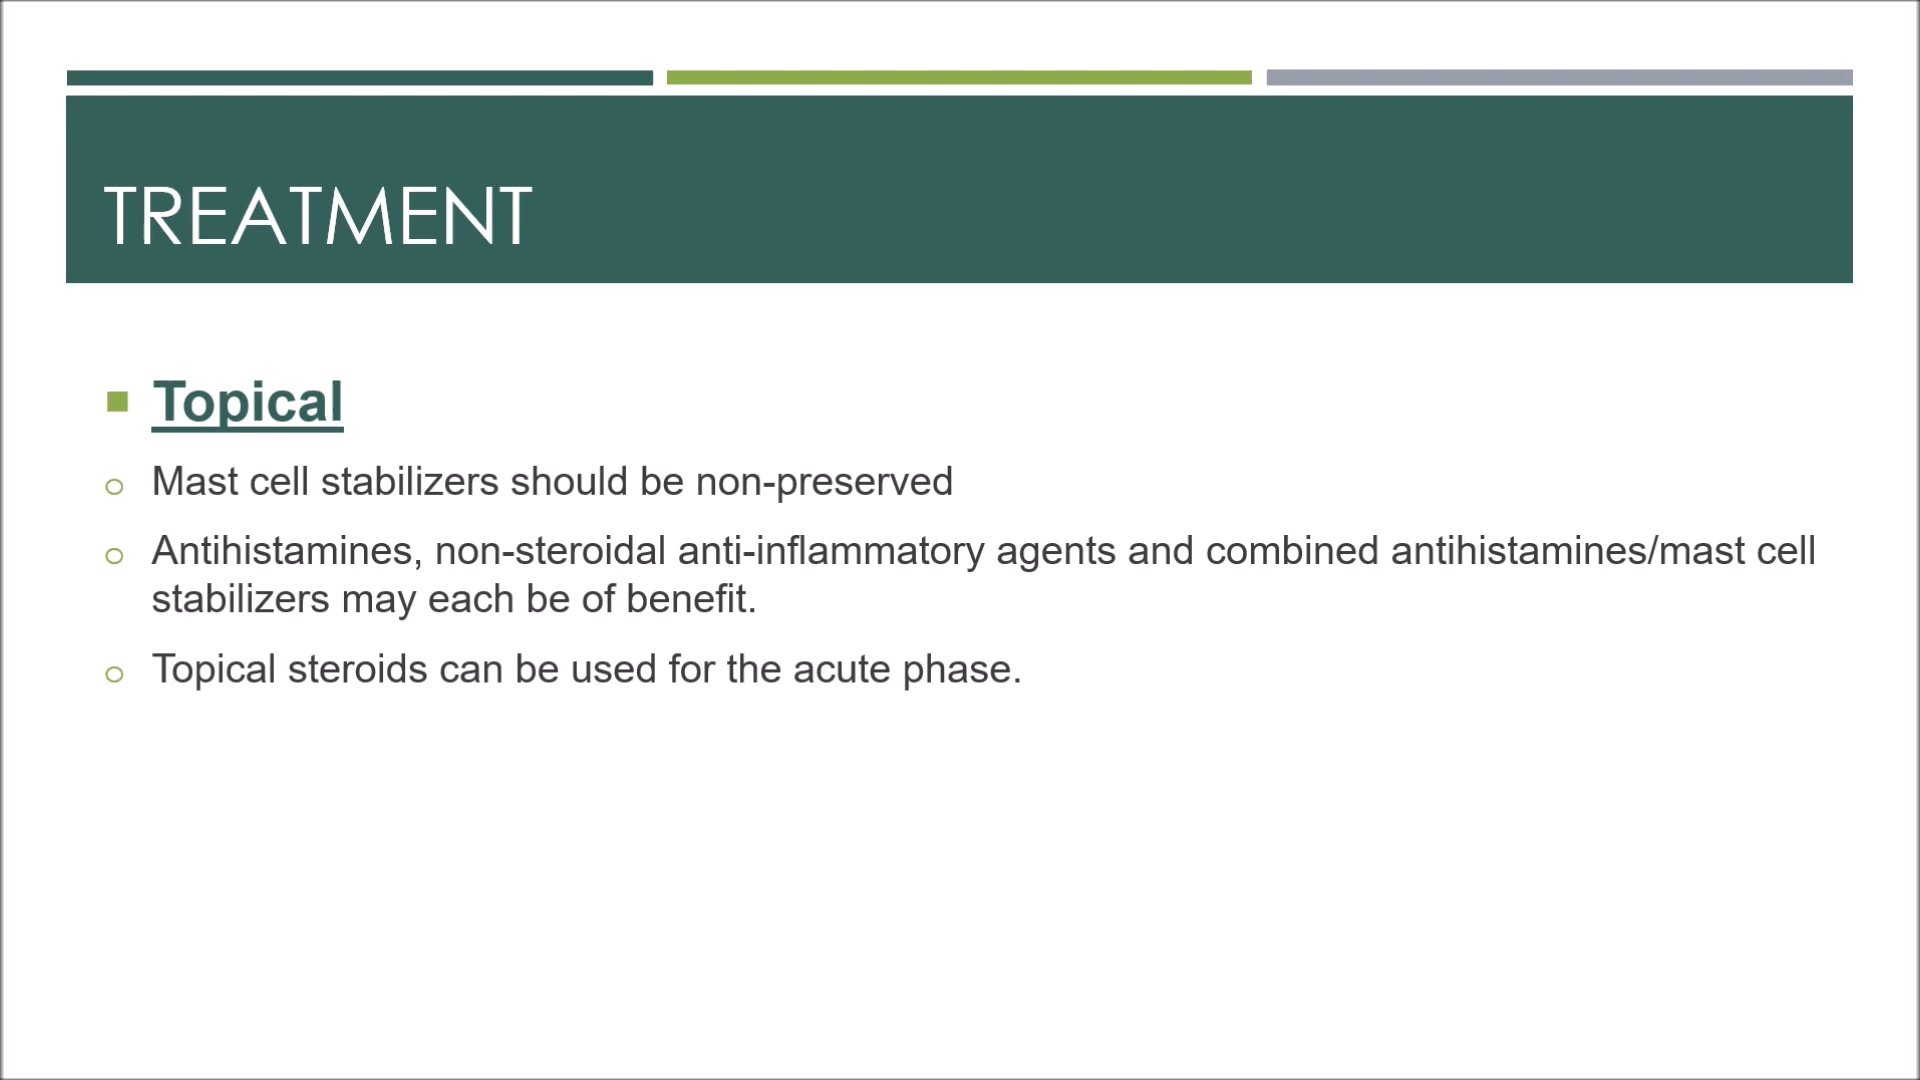 TREATMENT
Topical
Mast cell stabilizers should be non-preserved
Antihistamines, non-steroidal anti-inflammatory agents and combined antihistamines/mast cell
stabilizers may each be of benefit.
Topical steroids can be used for the acute phase.